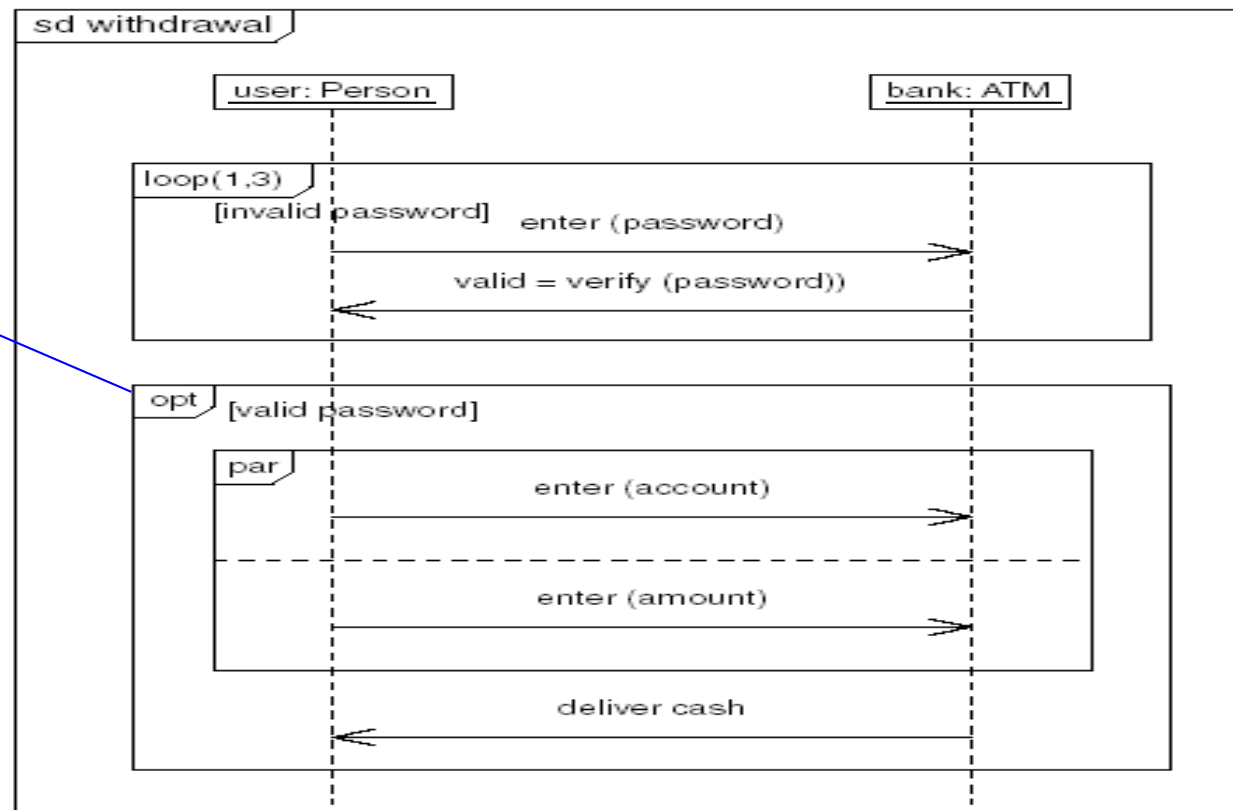 sd withdrawal
user: Person
bank: ATM
loop(1,3)
[invalid password]
enter (password)
valid = verify (password))
opt
[valid password]
par
enter (account)
enter (amount)
deliver cash